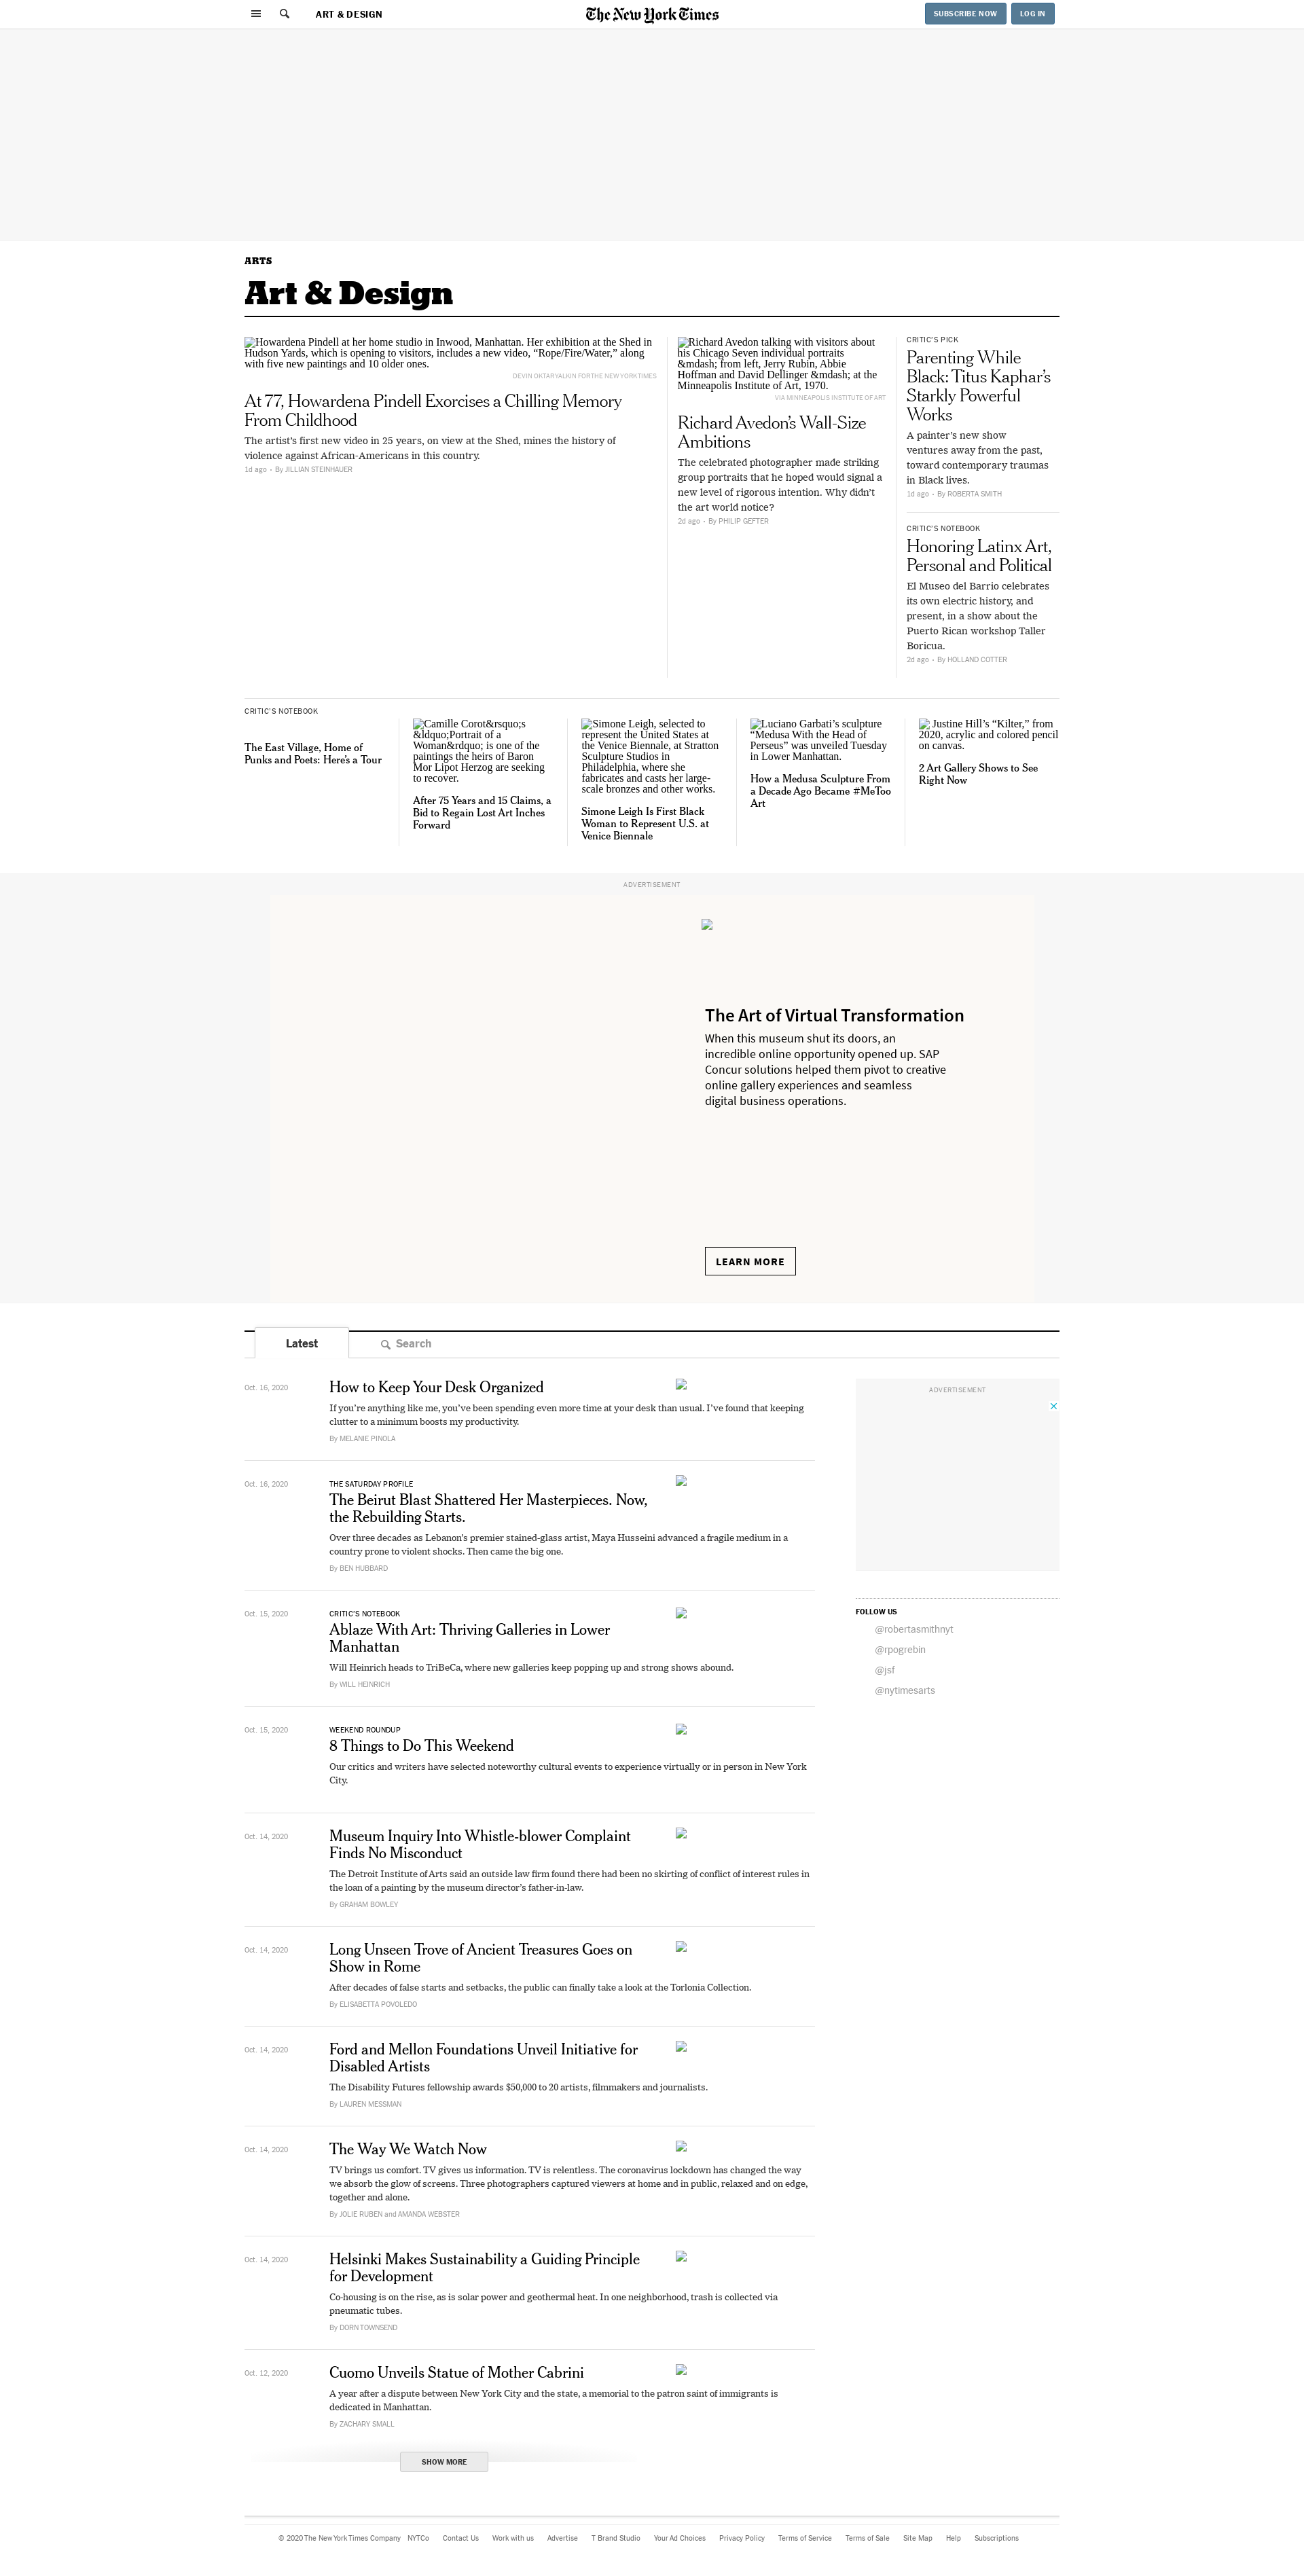 ART & DESIGN
The New York Times
SUBSCRIBE NOW
LOG IN
ARTS
Art & Design
Howardena Pindell at her home studio in Inwood, Manhattan. Her exhibition at the Shed in
Hudson Yards, which is opening to visitors, includes a new video, “Rope/Fire/Water,” along
with five new paintings and 10 older ones.
DEVIN OKTAR YALKIN FOR THE NEW YORK TIMES
At 77, Howardena Pindell Exorcises a Chilling Memory
From Childhood
The artist’s first new video in 25 years, on view at the Shed, mines the history of
violence against African-Americans in this country.
1d ago • By JILLIAN STEINHAUER
Richard Avedon talking with visitors about
his Chicago Seven individual portraits
&mdash; from left, Jerry Rubin, Abbie
Hoffman and David Dellinger &mdash; at the
Minneapolis Institute of Art, 1970.
VIA MINNEAPOLIS INSTITUTE OF ART
Richard Avedon’s Wall-Size
Ambitions
The celebrated photographer made striking
group portraits that he hoped would signal a
new level of rigorous intention. Why didn’t
the art world notice?
2d ago • By PHILIP GEFTER
CRITIC’S PICK
Parenting While
Black: Titus Kaphar’s
Starkly Powerful
Works
A painter’s new show
ventures away from the past,
toward contemporary traumas
in Black lives.
1d ago • By ROBERTA SMITH
CRITIC’S NOTEBOOK
Honoring Latinx Art,
Personal and Political
El Museo del Barrio celebrates
its own electric history, and
present, in a show about the
Puerto Rican workshop Taller
Boricua.
2d ago • By HOLLAND COTTER
CRITIC’S NOTEBOOK
The East Village, Home of
Punks and Poets: Here’s a Tour
Camille Corot&rsquo;s
&ldquo;Portrait of a
Woman&rdquo; is one of the
paintings the heirs of Baron
Mor Lipot Herzog are seeking
to recover.
After 75 Years and 15 Claims, a
Bid to Regain Lost Art Inches
Forward
Simone Leigh, selected to
represent the United States at
the Venice Biennale, at Stratton
Sculpture Studios in
Philadelphia, where she
fabricates and casts her large-
scale bronzes and other works.
Simone Leigh Is First Black
Woman to Represent U.S. at
Venice Biennale
Luciano Garbati’s sculpture
“Medusa With the Head of
Perseus” was unveiled Tuesday
in Lower Manhattan.
How a Medusa Sculpture From
a Decade Ago Became #MeToo
Art
Justine Hill’s “Kilter,” from
2020, acrylic and colored pencil
on canvas.
2 Art Gallery Shows to See
Right Now
ADVERTISEMENT
The Art of Virtual Transformation
When this museum shut its doors, an
incredible online opportunity opened up. SAP
Concur solutions helped them pivot to creative
online gallery experiences and seamless
digital business operations.
LEARN MORE
Latest
Search
Oct. 16, 2020
How to Keep Your Desk Organized
If you’re anything like me, you’ve been spending even more time at your desk than usual. I’ve found that keeping
clutter to a minimum boosts my productivity.
By MELANIE PINOLA
Oct. 16, 2020
THE SATURDAY PROFILE
The Beirut Blast Shattered Her Masterpieces. Now,
the Rebuilding Starts.
Over three decades as Lebanon’s premier stained-glass artist, Maya Husseini advanced a fragile medium in a
country prone to violent shocks. Then came the big one.
By BEN HUBBARD
Oct. 15, 2020
CRITIC’S NOTEBOOK
Ablaze With Art: Thriving Galleries in Lower
Manhattan
Will Heinrich heads to TriBeCa, where new galleries keep popping up and strong shows abound.
By WILL HEINRICH
Oct. 15, 2020
WEEKEND ROUNDUP
8 Things to Do This Weekend
Our critics and writers have selected noteworthy cultural events to experience virtually or in person in New York
City.
Oct. 14, 2020
Museum Inquiry Into Whistle-blower Complaint
Finds No Misconduct
The Detroit Institute of Arts said an outside law firm found there had been no skirting of conflict of interest rules in
the loan of a painting by the museum director’s father-in-law.
By GRAHAM BOWLEY
Oct. 14, 2020
Long Unseen Trove of Ancient Treasures Goes on
Show in Rome
After decades of false starts and setbacks, the public can finally take a look at the Torlonia Collection.
By ELISABETTA POVOLEDO
Oct. 14, 2020
Ford and Mellon Foundations Unveil Initiative for
Disabled Artists
The Disability Futures fellowship awards $50,000 to 20 artists, filmmakers and journalists.
By LAUREN MESSMAN
Oct. 14, 2020
The Way We Watch Now
TV brings us comfort. TV gives us information. TV is relentless. The coronavirus lockdown has changed the way
we absorb the glow of screens. Three photographers captured viewers at home and in public, relaxed and on edge,
together and alone.
By JOLIE RUBEN and AMANDA WEBSTER
Oct. 14, 2020
Helsinki Makes Sustainability a Guiding Principle
for Development
Co-housing is on the rise, as is solar power and geothermal heat. In one neighborhood, trash is collected via
pneumatic tubes.
By DORN TOWNSEND
Oct. 12, 2020
Cuomo Unveils Statue of Mother Cabrini
A year after a dispute between New York City and the state, a memorial to the patron saint of immigrants is
dedicated in Manhattan.
By ZACHARY SMALL
SHOW MORE
ADVERTISEMENT
FOLLOW US
@robertasmithnyt
@rpogrebin
@jsf
@nytimesarts
© 2020 The New York Times Company NYTCo Contact Us Work with us Advertise T Brand Studio Your Ad Choices Privacy Policy Terms of Service Terms of Sale Site Map Help Subscriptions